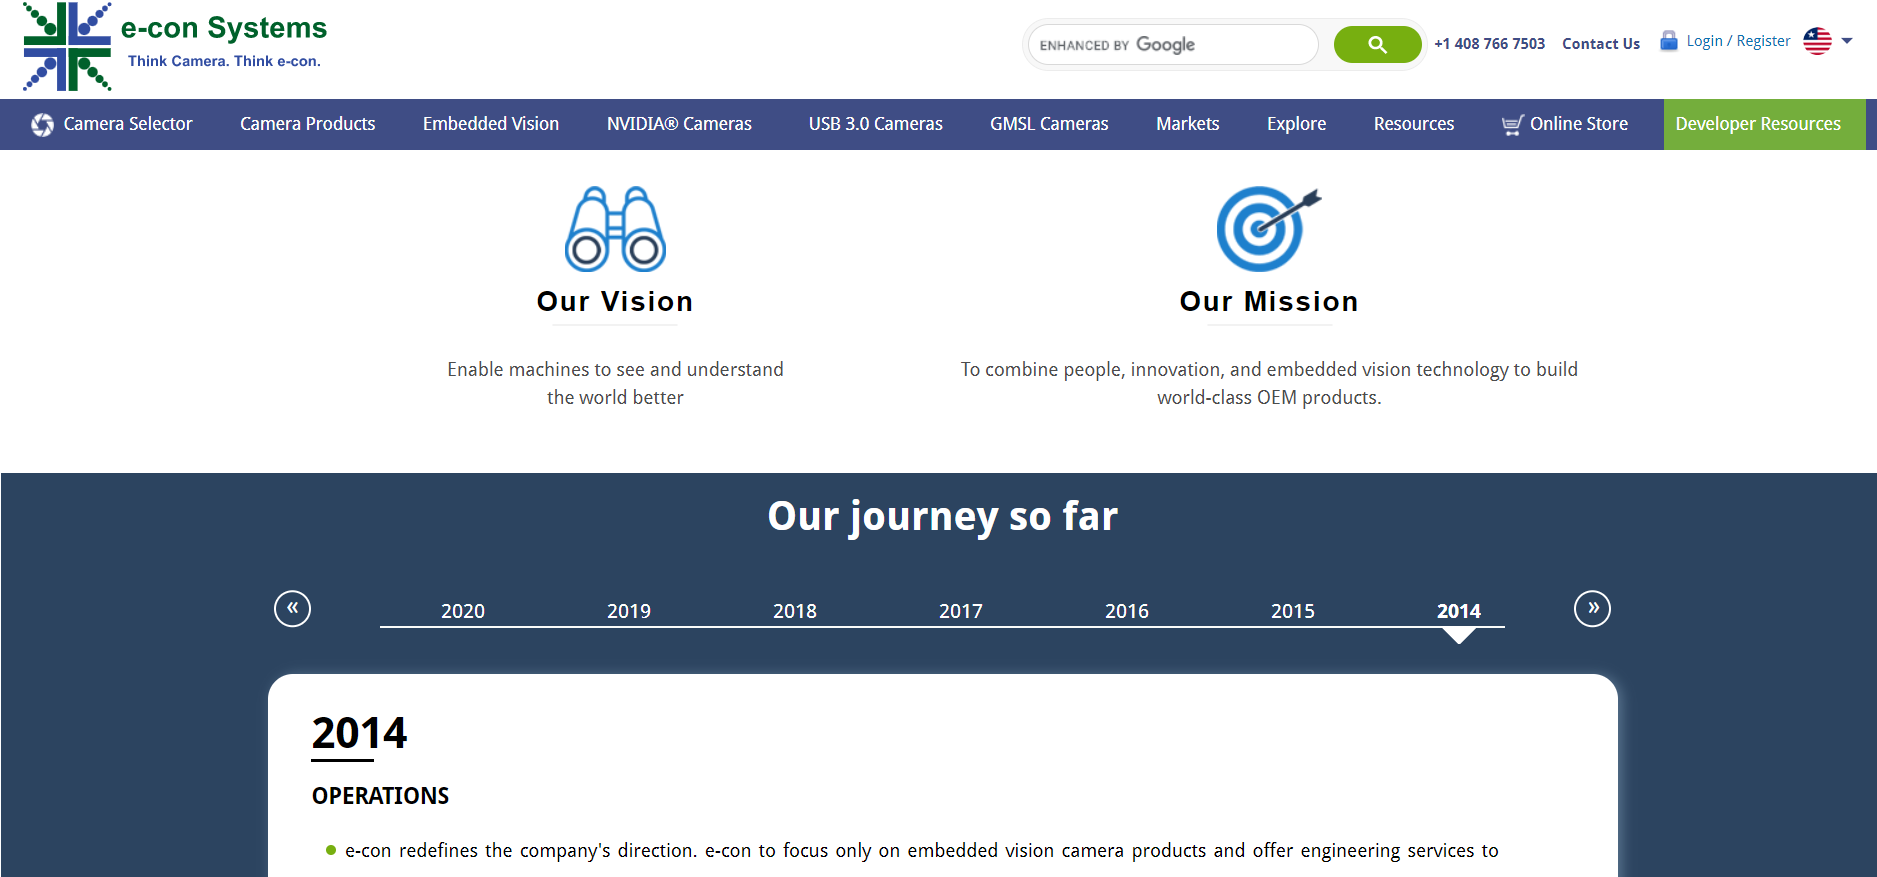 e-con Systems
Think Camera. Think e-con.
ENHANCED BY Google
+1 408 766 7503
Contact Us
Login / Register
Camera Selector
Camera Products
Embedded Vision
NVIDIA® Cameras
USB 3.0 Cameras
GMSL Cameras
Markets
Explore
Resources
Online Store
Developer Resources
Our Vision
Enable machines to see and understand
the world better
Our Mission
To combine people, innovation, and embedded vision technology to build
world-class OEM products.
Our journey so far
«
2020
2019
2018
2017
2016
2015
2014
»
2014
OPERATIONS
e-con redefines the company's direction. e-con to focus only on embedded vision camera products and offer engineering services to